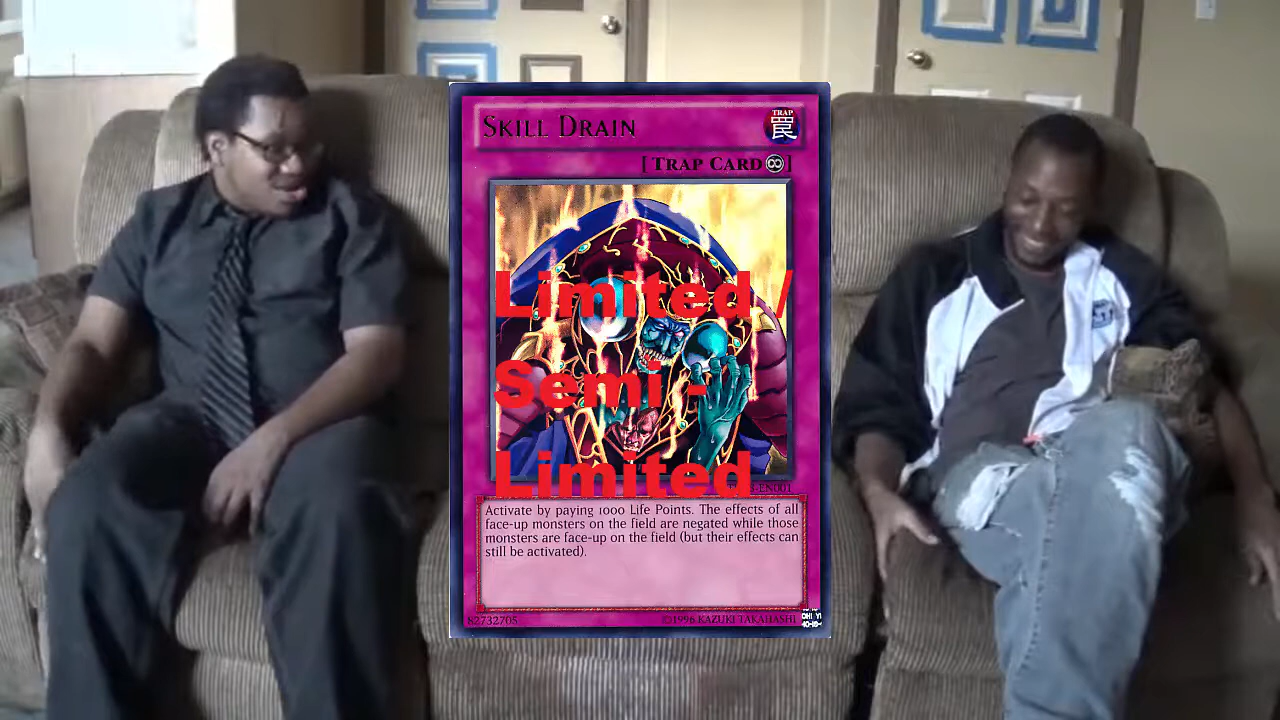 SKILL DRAIN
TRAP
罠
[TRAP CARD∞]
Limited /
Semi -
Limited
EN001
Activate by paying 1000 Life Points. The effects of all
face-up monsters on the field are negated while those
monsters are face-up on the field (but their effects can
still be activated).
82732705
©1996 KAZUKI TAKAHASHI